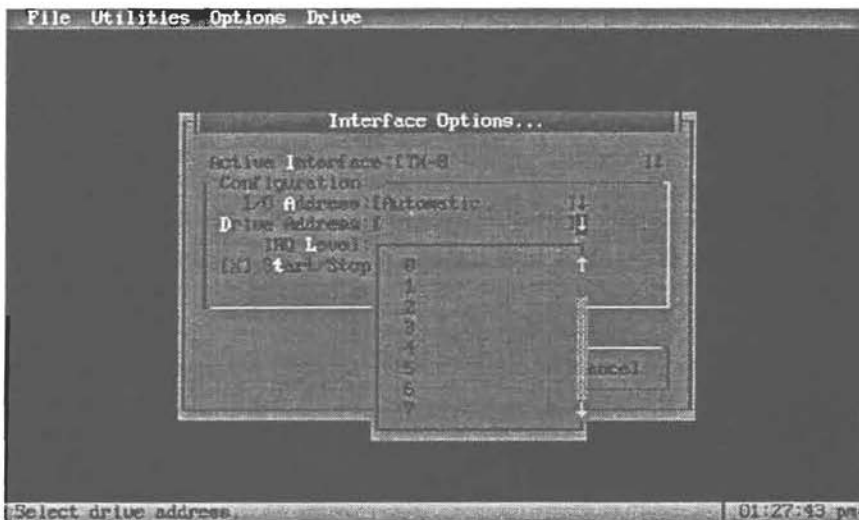 File Utilities Options Drive
Interface Options...
Active Interface:[TX-8 ]↓
Configuration
I/O Address:[Automatic ]↓
Drive Address:[ ]↓
IRQ Level:
[X] Start/Stop
0
1
2
3
4
5
6
7
ancel
Select drive address.
01:27:43 pm